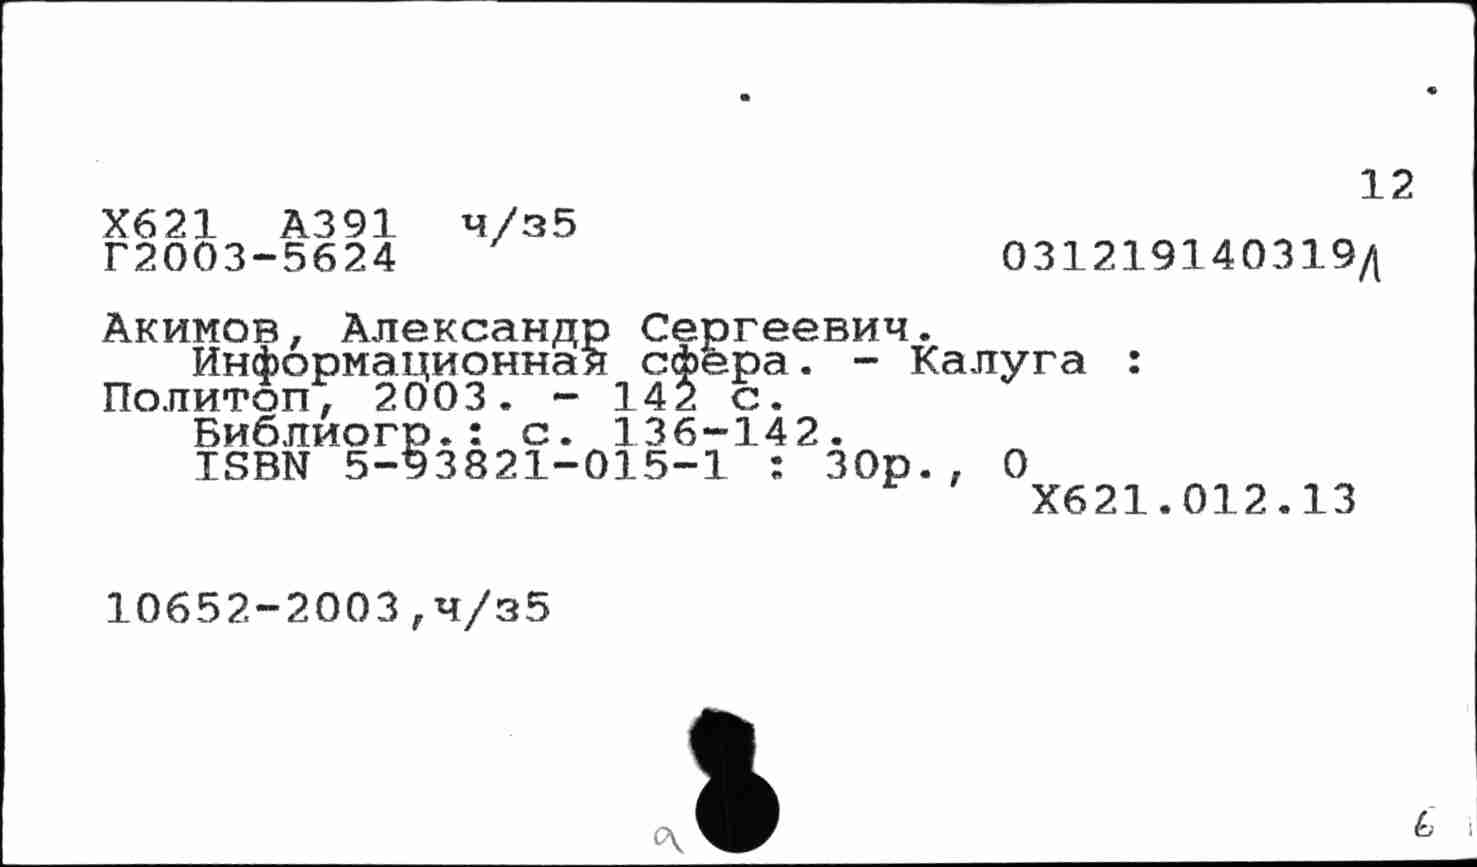 12
Х621 А391 ч/з5
Г2003-5624 031219140319Л
Акимов, Александр Сергеевич.
Информационная сфера. - Калуга :
Политоп, 2003. - 142 с.
Библиогр.: с. 136-142.
ISBN 5-93821-015-1 : 30р., 0
Х621.012.13
10652-2003,ч/з5
а